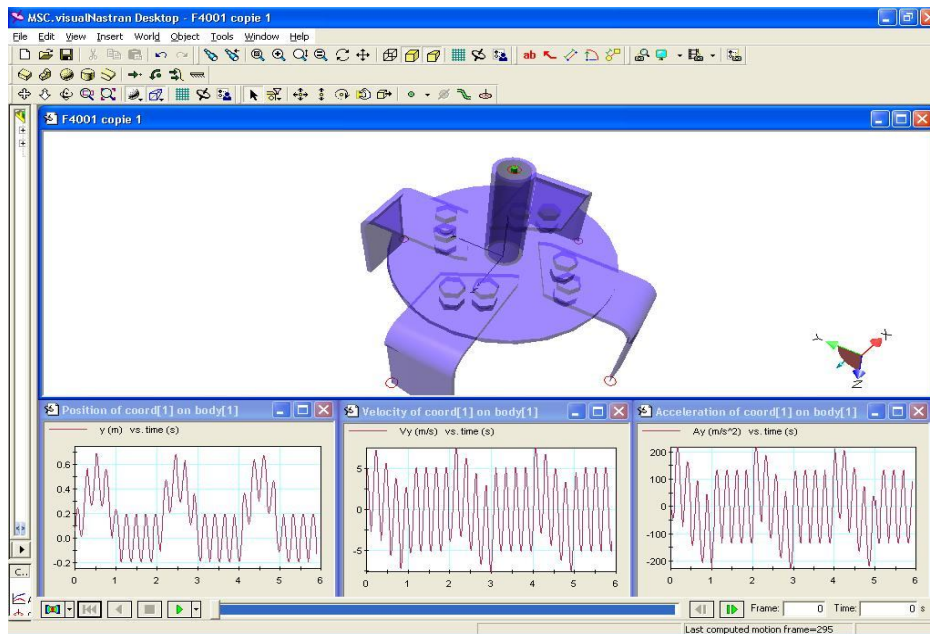 MSC.visualNastran Desktop - F4001 copie 1
File Edit View Insert World Object Tools Window Help
ab
F4001 copie 1
Y
X
Z
Position of coord[1] on body[1]
y (m) vs. time (s)
0.6
0.4
0.2
0.0
-0.2
0 1 2 3 4 5 6
Velocity of coord[1] on body[1]
Vy (m/s) vs. time (s)
5
0
-5
0 1 2 3 4 5 6
Acceleration of coord[1] on body[1]
Ay (m/s^2) vs. time (s)
200
100
0
-100
-200
0 1 2 3 4 5 6
C..
Frame: 0 Time: 0 s
Last computed motion frame=295